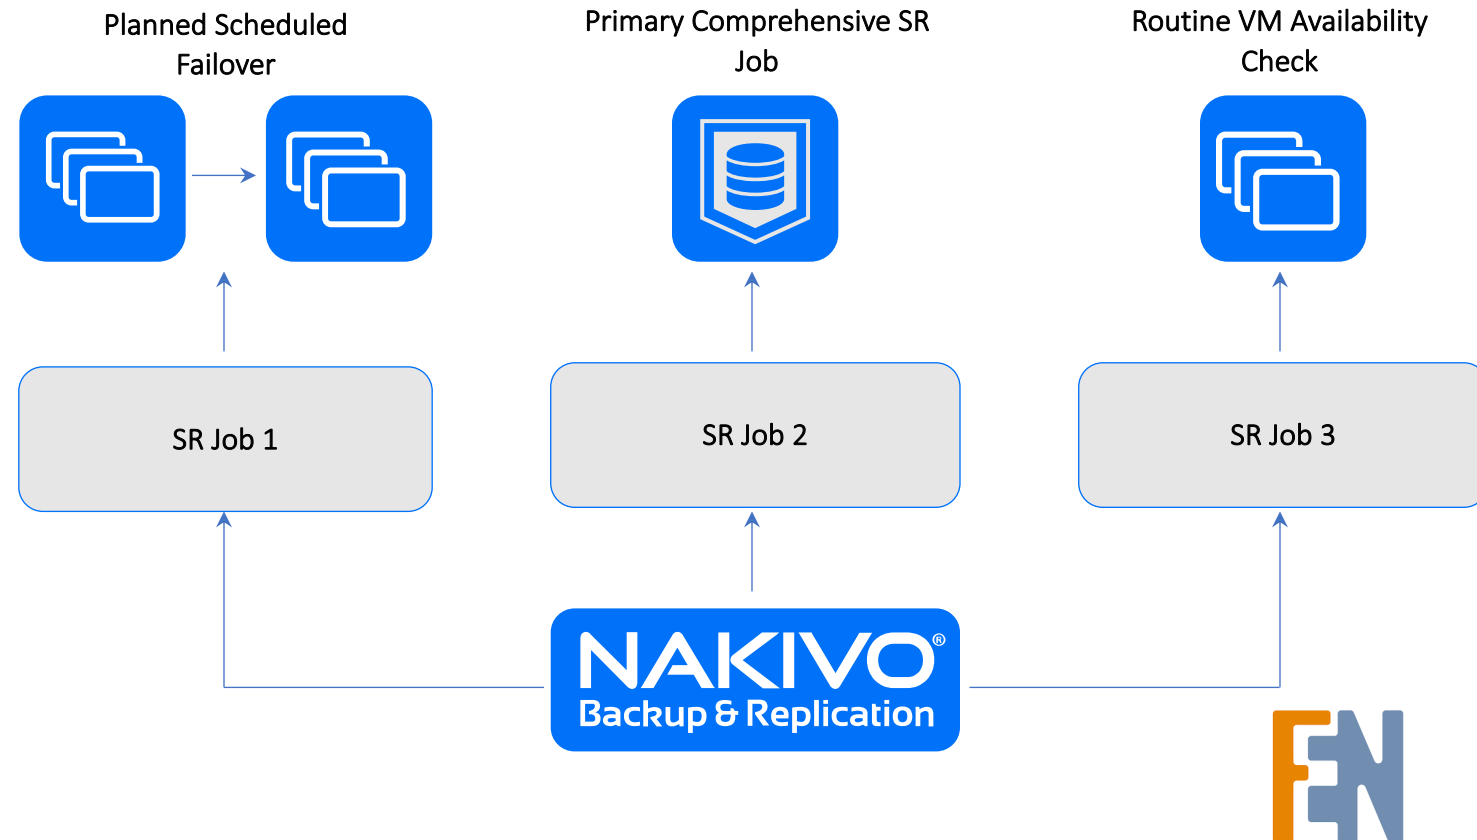 Planned Scheduled
Failover
Primary Comprehensive SR
Job
Routine VM Availability
Check
SR Job 1
SR Job 2
SR Job 3
NAKIVO®
Backup & Replication
FEN